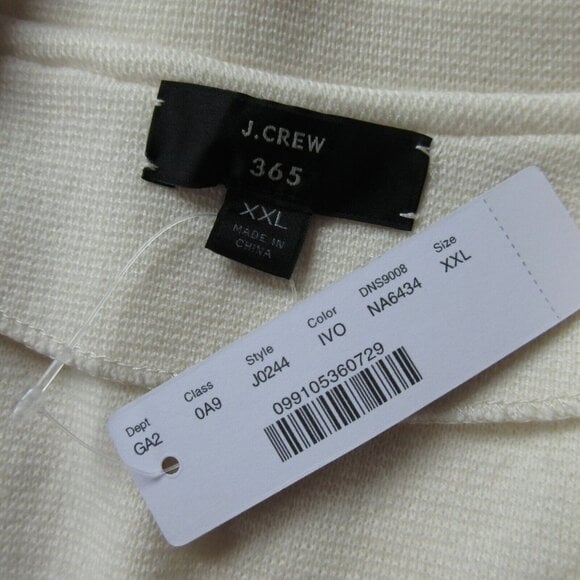 J.CREW
365
XXL
MADE IN
CHINA
Dept Class Style Color DNS9008 Size
GA2 0A9 J0244 IVO NA6434 XXL
099105360729